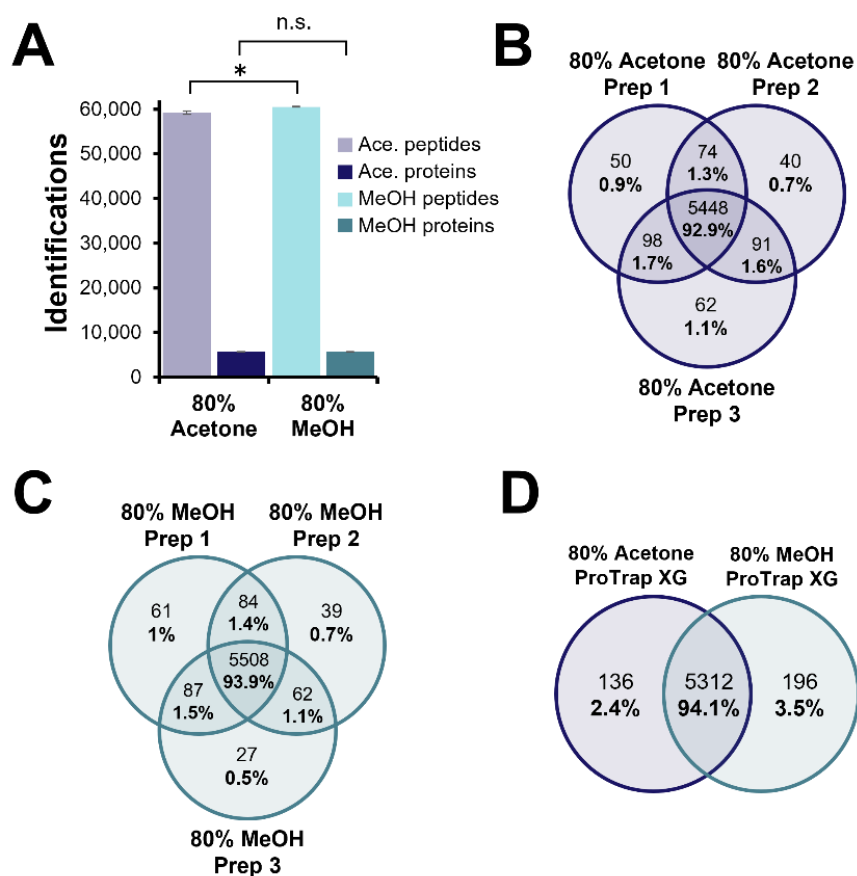 A
n.s.
*
60,000
50,000
40,000
30,000
20,000
10,000
0
Identifications
Ace. peptides
Ace. proteins
MeOH peptides
MeOH proteins
80%
Acetone
80%
MeOH
B
80% Acetone
Prep 1
80% Acetone
Prep 2
50
0.9%
74
1.3%
40
0.7%
5448
92.9%
98
1.7%
91
1.6%
62
1.1%
80% Acetone
Prep 3
C
80% MeOH
Prep 1
80% MeOH
Prep 2
61
1%
84
1.4%
39
0.7%
5508
93.9%
87
1.5%
62
1.1%
27
0.5%
80% MeOH
Prep 3
D
80% Acetone
ProTrap XG
80% MeOH
ProTrap XG
136
2.4%
5312
94.1%
196
3.5%